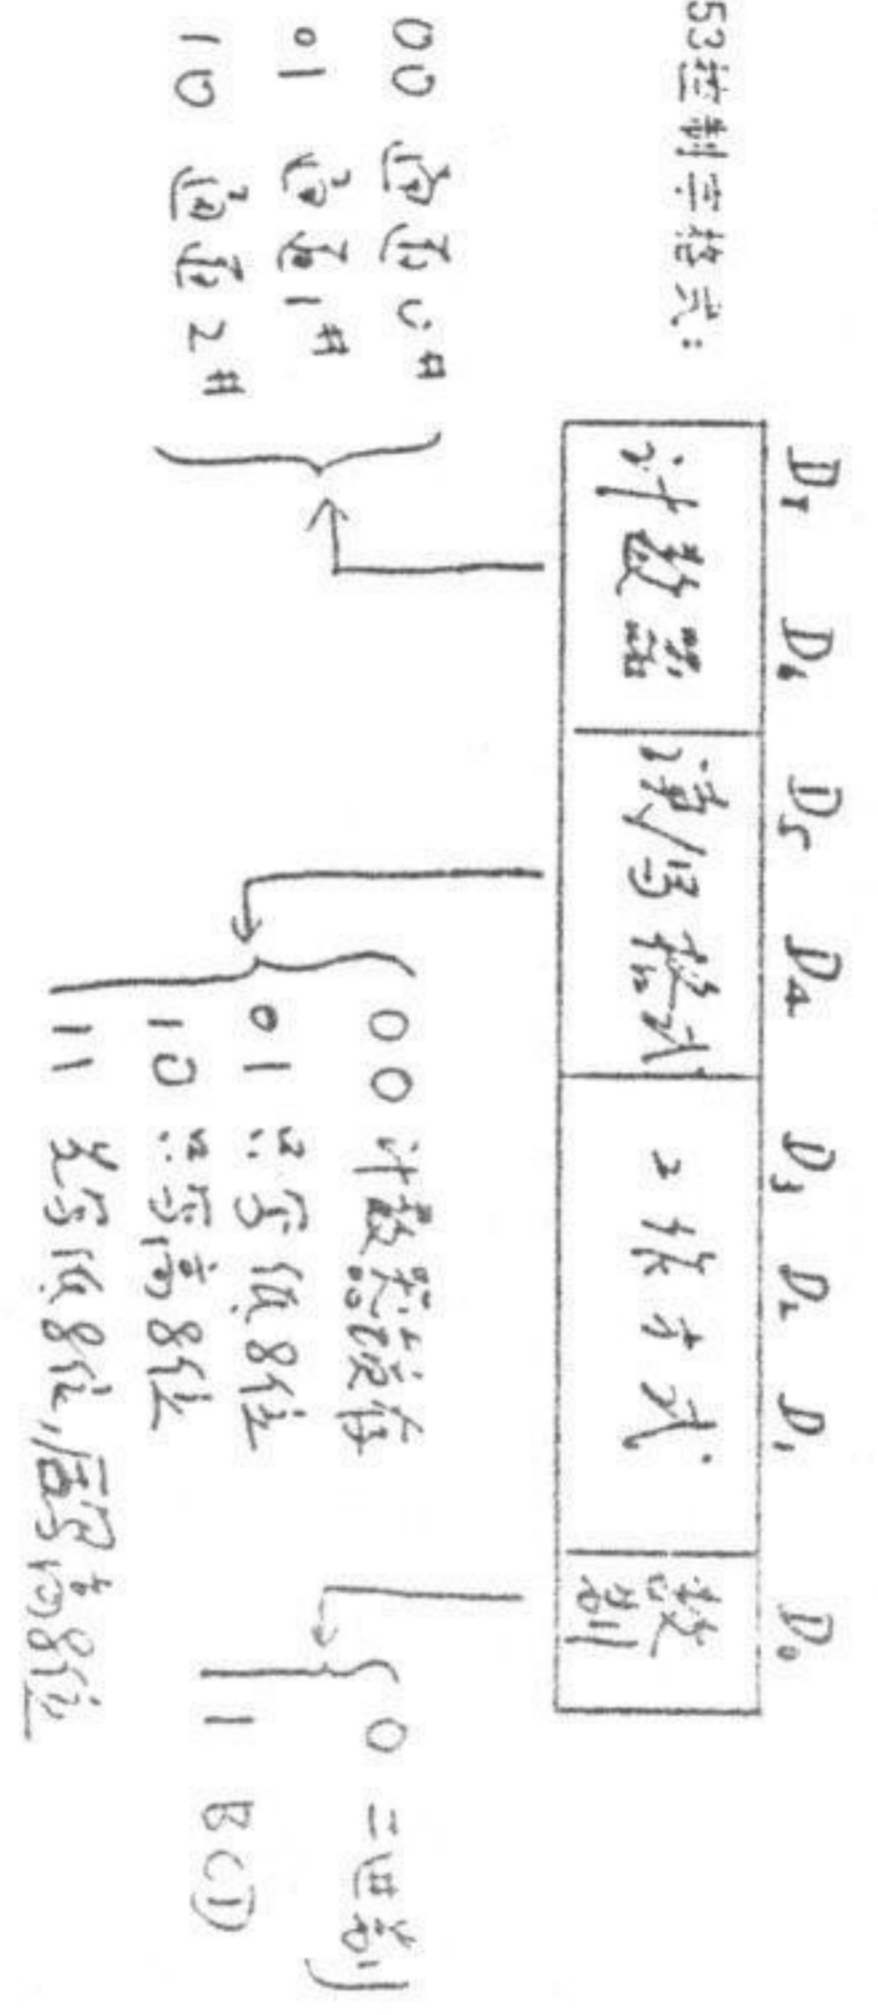 53控制字格式:
D7 D6 D5 D4 D3 D2 D1 D0
计数器 读/写格式 工作方式 数制
00 通道0#
01 通道1#
10 通道2#
00 计数器锁存
01 只写低8位
10 只写高8位
11 先写低8位,后写高8位
0 二进制
1 BCD